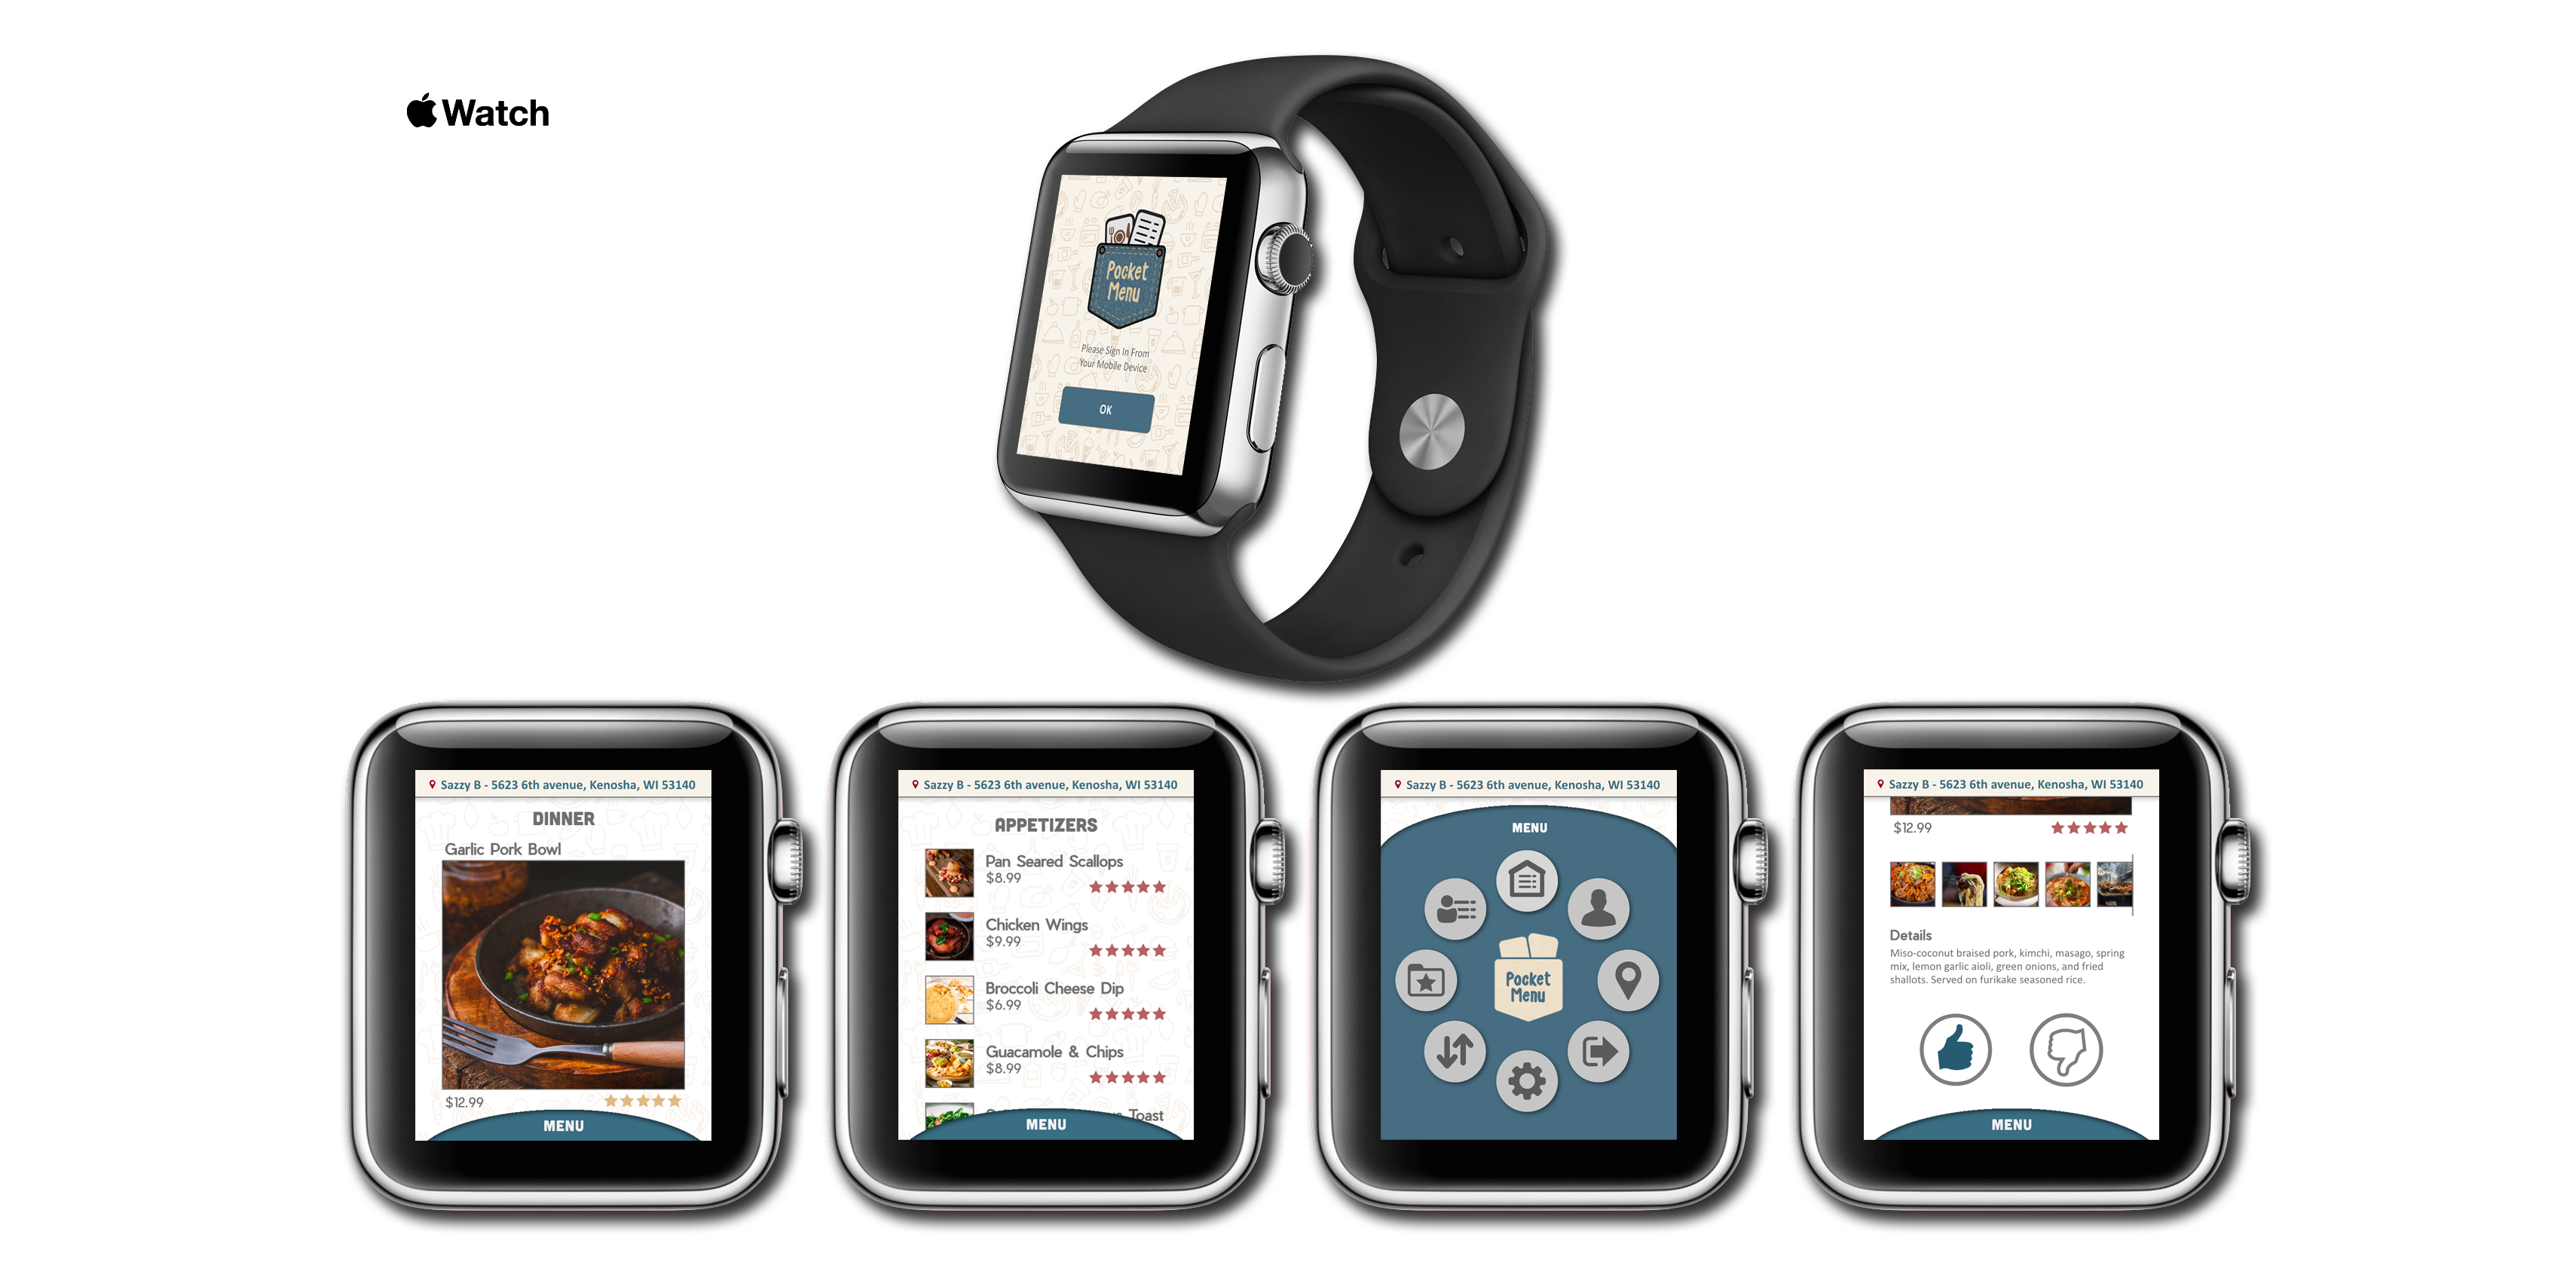 Watch
Pocket
Menu
Please Sign In From
Your Mobile Device
OK
Sazzy B - 5623 6th avenue, Kenosha, WI 53140
DINNER
Garlic Pork Bowl
$12.99
MENU
Sazzy B - 5623 6th avenue, Kenosha, WI 53140
APPETIZERS
Pan Seared Scallops
$8.99
Chicken Wings
$9.99
Broccoli Cheese Dip
$6.99
Guacamole & Chips
$8.99
Toast
MENU
Sazzy B - 5623 6th avenue, Kenosha, WI 53140
MENU
Pocket
Menu
Sazzy B - 5623 6th avenue, Kenosha, WI 53140
$12.99
Details
Miso-coconut braised pork, kimchi, masago, spring
mix, lemon garlic aioli, green onions, and fried
shallots. Served on furikake seasoned rice.
MENU